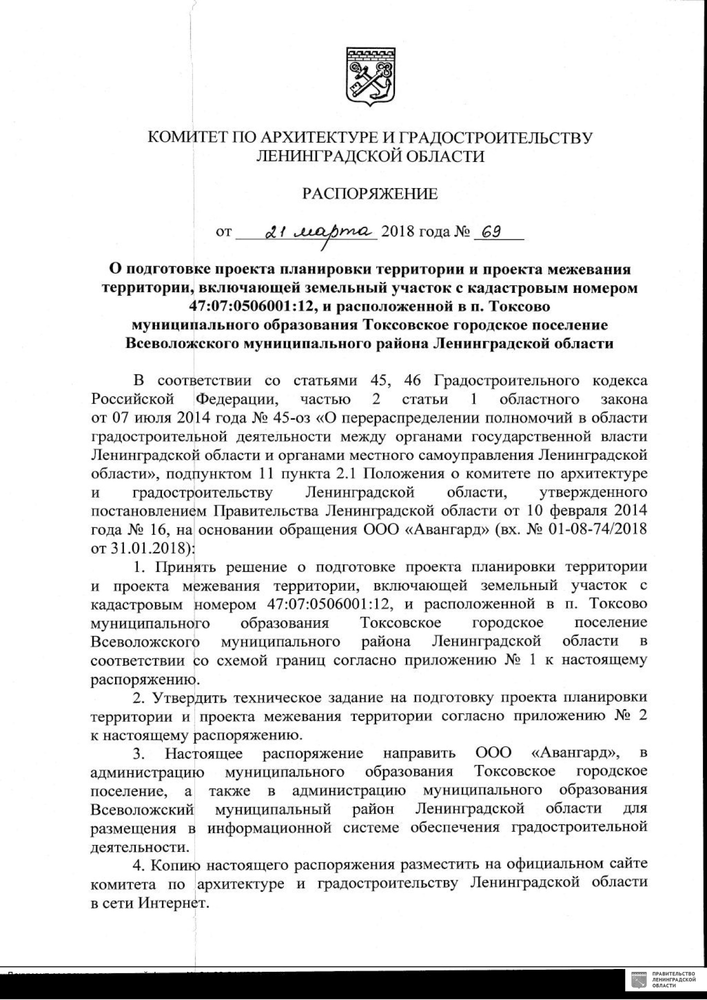 КОМИТЕТ ПО АРХИТЕКТУРЕ И ГРАДОСТРОИТЕЛЬСТВУ
ЛЕНИНГРАДСКОЙ ОБЛАСТИ
РАСПОРЯЖЕНИЕ
от 21 марта 2018 года № 69
О подготовке проекта планировки территории и проекта межевания
территории, включающей земельный участок с кадастровым номером
47:07:0506001:12, и расположенной в п. Токсово
муниципального образования Токсовское городское поселение
Всеволожского муниципального района Ленинградской области
В соответствии со статьями 45, 46 Градостроительного кодекса
Российской Федерации, частью 2 статьи 1 областного закона
от 07 июля 2014 года № 45-оз «О перераспределении полномочий в области
градостроительной деятельности между органами государственной власти
Ленинградской области и органами местного самоуправления Ленинградской
области», подпунктом 11 пункта 2.1 Положения о комитете по архитектуре
и градостроительству Ленинградской области, утвержденного
постановлением Правительства Ленинградской области от 10 февраля 2014
года № 16, на основании обращения ООО «Авангард» (вх. № 01-08-74/2018
от 31.01.2018):
1. Принять решение о подготовке проекта планировки территории
и проекта межевания территории, включающей земельный участок с
кадастровым номером 47:07:0506001:12, и расположенной в п. Токсово
муниципального образования Токсовское городское поселение
Всеволожского муниципального района Ленинградской области в
соответствии со схемой границ согласно приложению № 1 к настоящему
распоряжению.
2. Утвердить техническое задание на подготовку проекта планировки
территории и проекта межевания территории согласно приложению № 2
к настоящему распоряжению.
3. Настоящее распоряжение направить ООО «Авангард», в
администрацию муниципального образования Токсовское городское
поселение, а также в администрацию муниципального образования
Всеволожский муниципальный район Ленинградской области для
размещения в информационной системе обеспечения градостроительной
деятельности.
4. Копию настоящего распоряжения разместить на официальном сайте
комитета по архитектуре и градостроительству Ленинградской области
в сети Интернет.
ПРАВИТЕЛЬСТВО
ЛЕНИНГРАДСКОЙ
ОБЛАСТИ